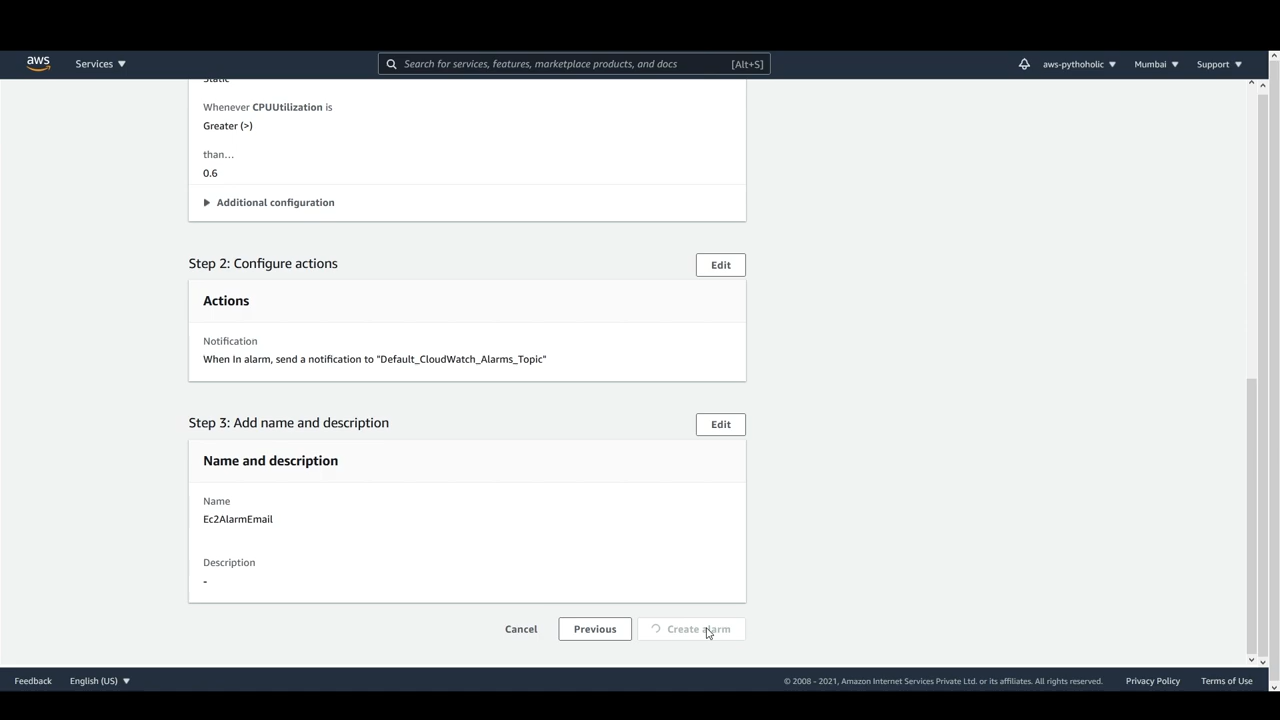 aws
Services
Search for services, features, marketplace products, and docs
[Alt+S]
aws-pythoholic
Mumbai
Support
Static
Whenever CPUUtilization is
Greater (>)
than...
0.6
Additional configuration
Step 2: Configure actions
Edit
Actions
Notification
When In alarm, send a notification to "Default_CloudWatch_Alarms_Topic"
Step 3: Add name and description
Edit
Name and description
Name
Ec2AlarmEmail
Description
-
Cancel
Previous
Create alarm
Feedback
English (US)
© 2008 - 2021, Amazon Internet Services Private Ltd. or its affiliates. All rights reserved.
Privacy Policy
Terms of Use